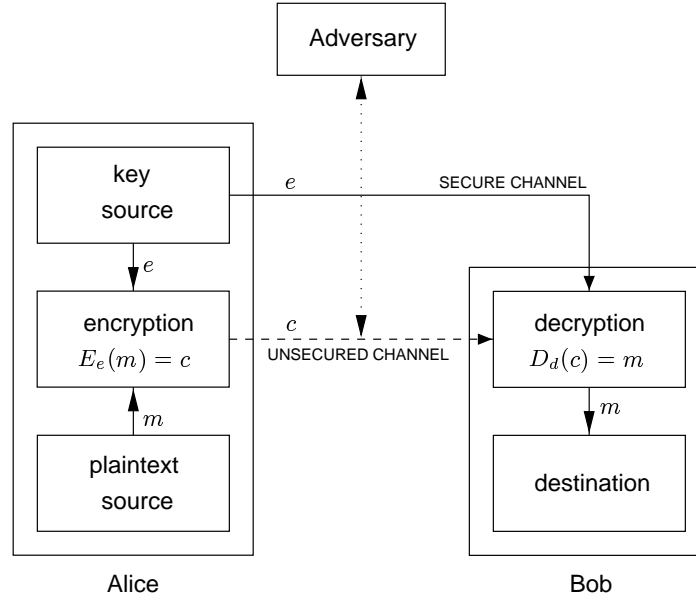 Adversary
key
source
e
SECURE CHANNEL
e
encryption
E_e(m) = c
c
UNSECURED CHANNEL
decryption
D_d(c) = m
m
m
plaintext
source
destination
Alice
Bob